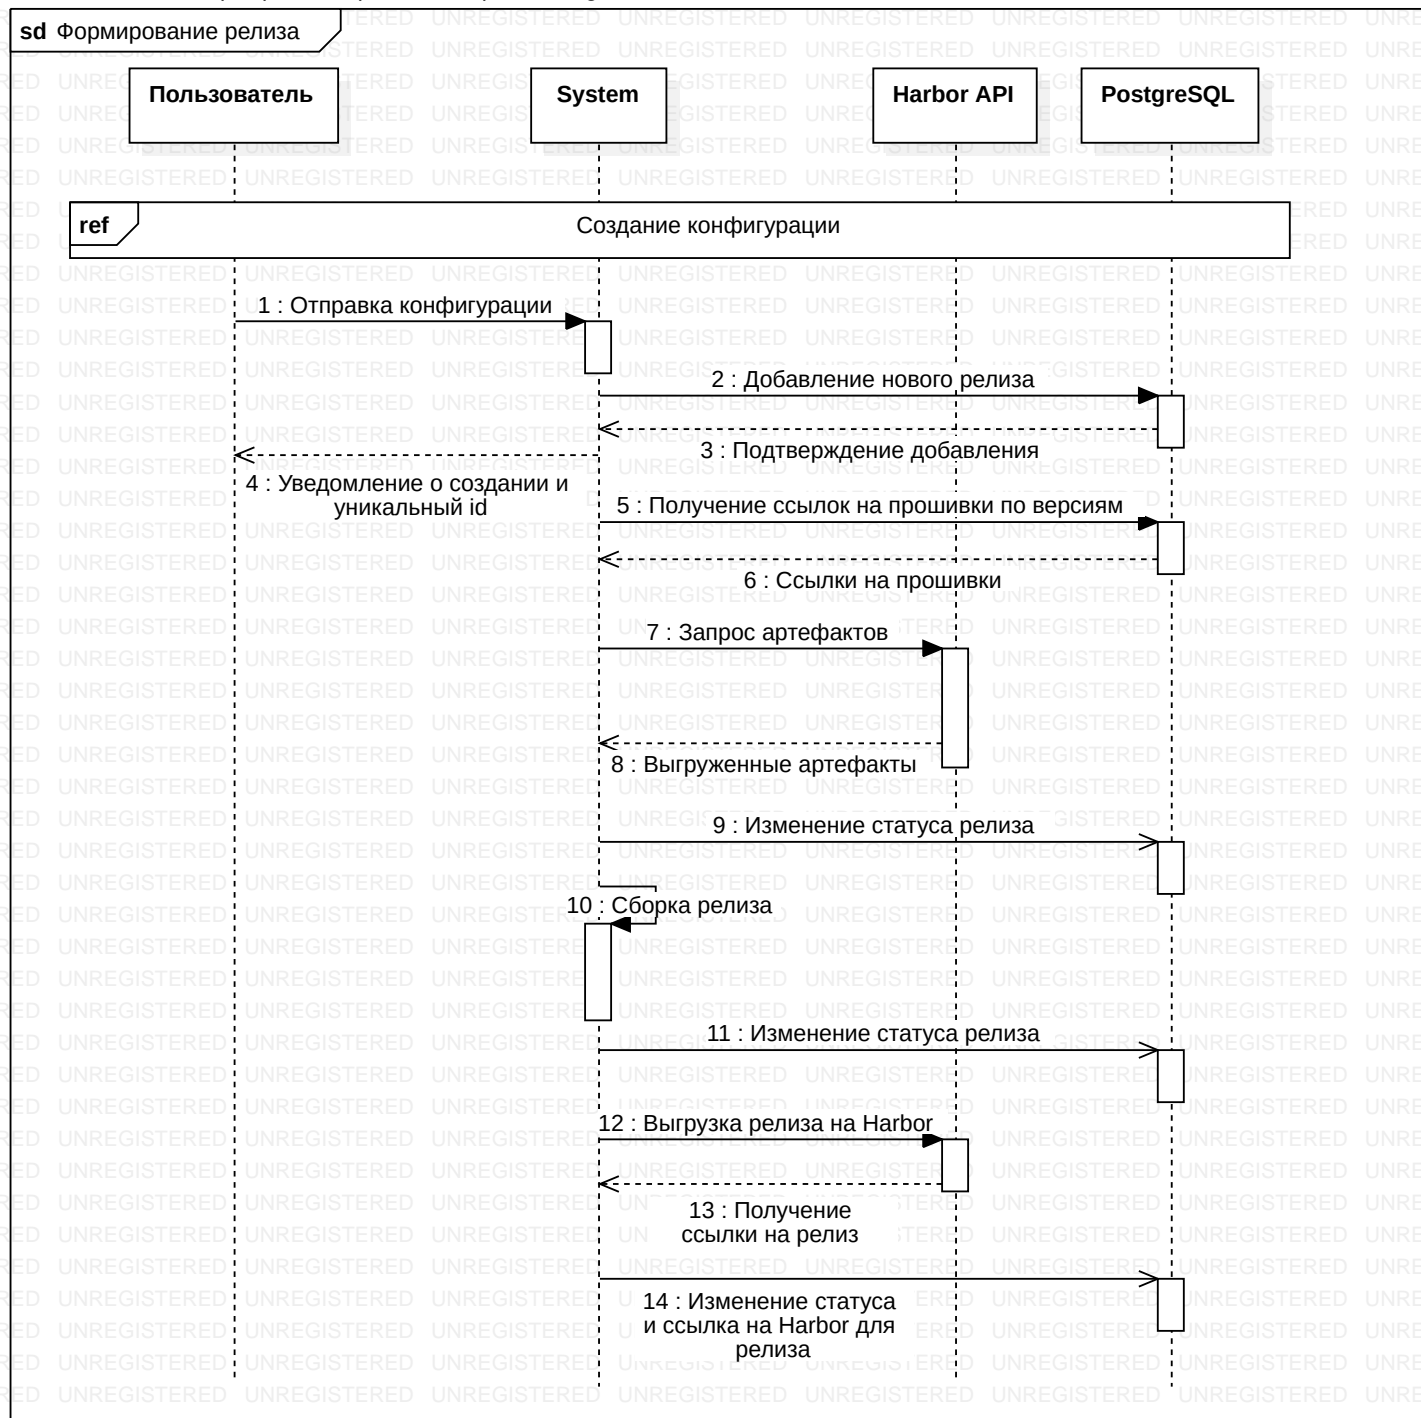 sd Формирование релиза
Пользователь
System
Harbor API
PostgreSQL
ref
Создание конфигурации
1 : Отправка конфигурации
2 : Добавление нового релиза
3 : Подтверждение добавления
4 : Уведомление о создании и
уникальный id
5 : Получение ссылок на прошивки по версиям
6 : Ссылки на прошивки
7 : Запрос артефактов
8 : Выгруженные артефакты
9 : Изменение статуса релиза
10 : Сборка релиза
11 : Изменение статуса релиза
12 : Выгрузка релиза на Harbor
13 : Получение
ссылки на релиз
14 : Изменение статуса
и ссылка на Harbor для
релиза
UNREGISTERED